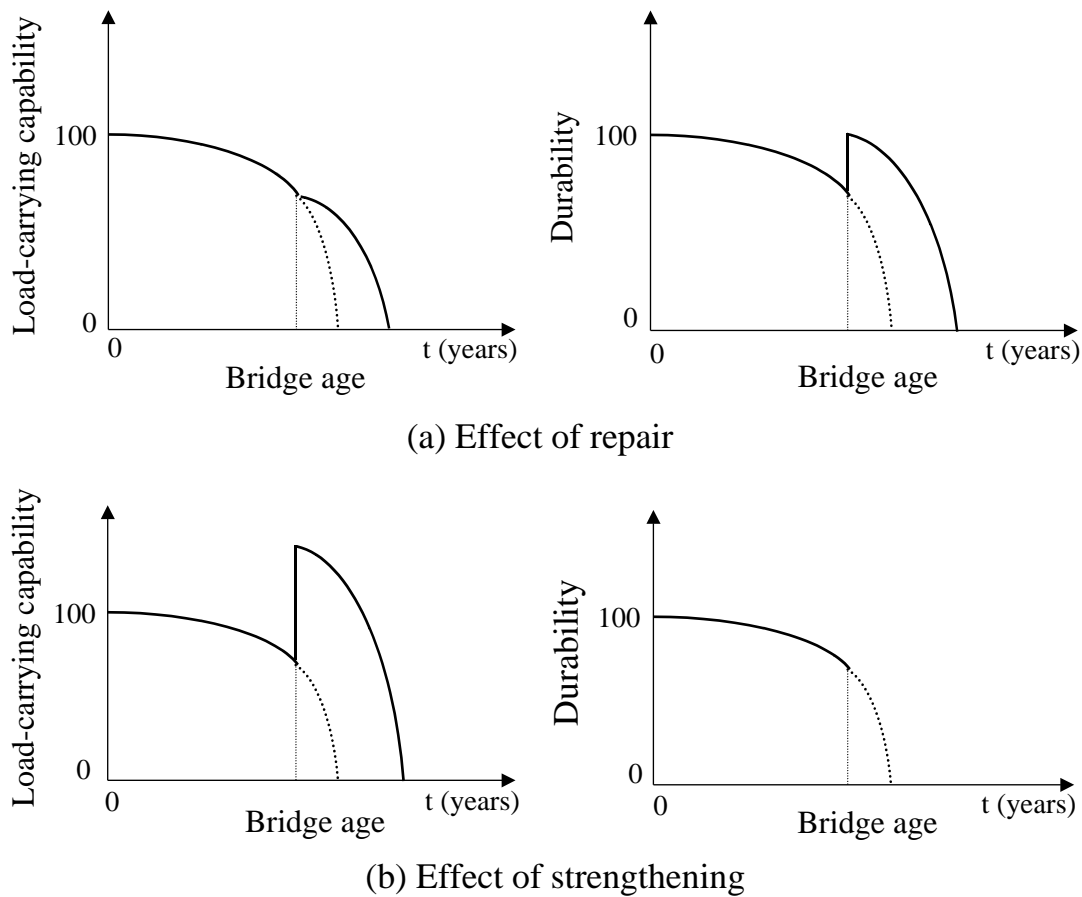 Load-carrying capability
100
0
0
t (years)
Bridge age
Durability
100
0
0
t (years)
Bridge age
(a) Effect of repair
Load-carrying capability
100
0
0
t (years)
Bridge age
Durability
100
0
0
t (years)
Bridge age
(b) Effect of strengthening